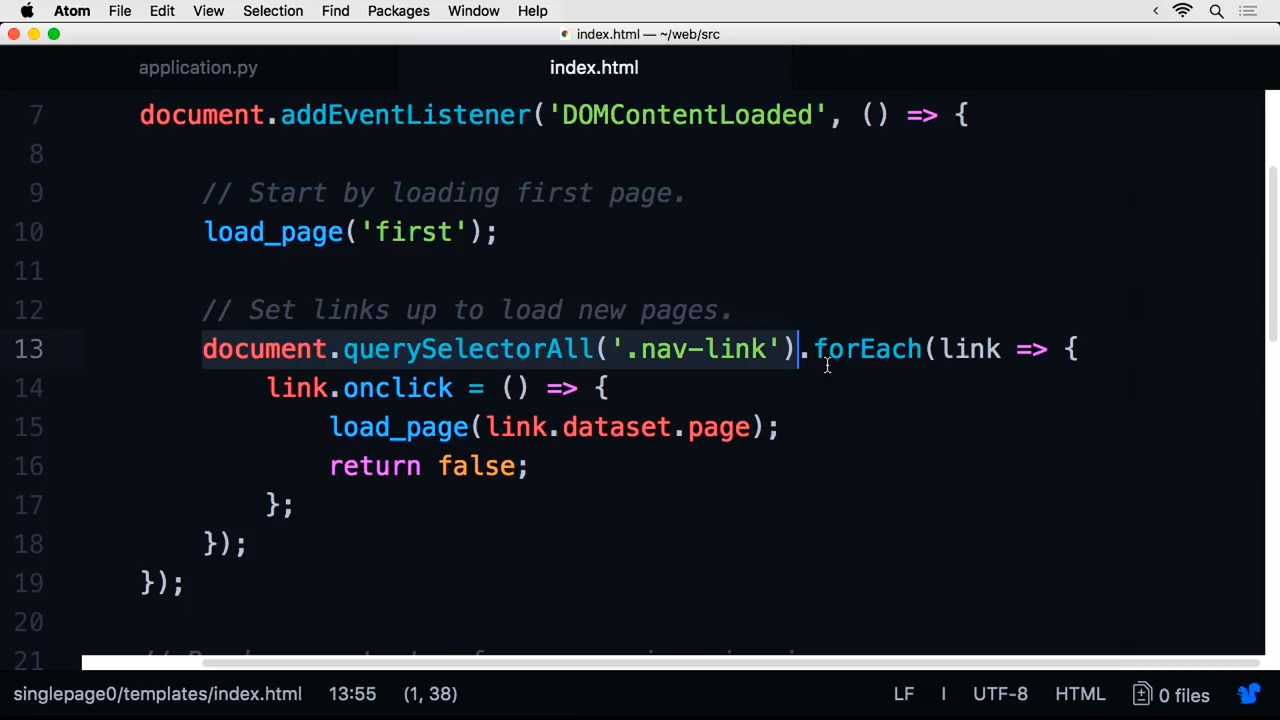 Atom File Edit View Selection Find Packages Window Help
index.html — ~/web/src
application.py index.html
7 document.addEventListener('DOMContentLoaded', () => {
8
9 // Start by loading first page.
10 load_page('first');
11
12 // Set links up to load new pages.
13 document.querySelectorAll('.nav-link').forEach(link => {
14 link.onclick = () => {
15 load_page(link.dataset.page);
16 return false;
17 };
18 });
19 });
20
21
singlepage0/templates/index.html 13:55 (1, 38) LF I UTF-8 HTML 0 files